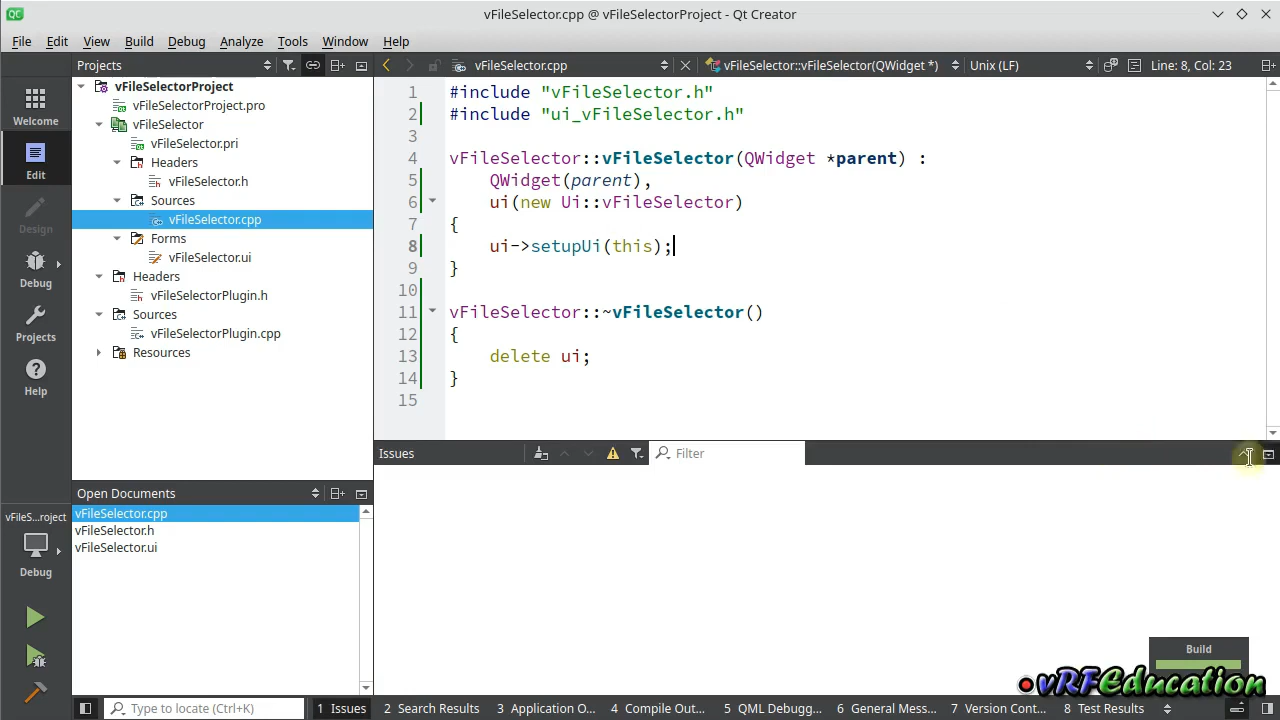 vFileSelector.cpp @ vFileSelectorProject - Qt Creator
File Edit View Build Debug Analyze Tools Window Help
Projects
vFileSelector.cpp
vFileSelector::vFileSelector(QWidget *)
Unix (LF)
Line: 8, Col: 23
Welcome
Edit
Design
Debug
Projects
Help
vFileS...roject
Debug
vFileSelectorProject
vFileSelectorProject.pro
vFileSelector
vFileSelector.pri
Headers
vFileSelector.h
Sources
vFileSelector.cpp
Forms
vFileSelector.ui
Headers
vFileSelectorPlugin.h
Sources
vFileSelectorPlugin.cpp
Resources
Open Documents
vFileSelector.cpp
vFileSelector.h
vFileSelector.ui
1 #include "vFileSelector.h"
2 #include "ui_vFileSelector.h"
3
4 vFileSelector::vFileSelector(QWidget *parent) :
5 QWidget(parent),
6 ui(new Ui::vFileSelector)
7 {
8 ui->setupUi(this);
9 }
10
11 vFileSelector::~vFileSelector()
12 {
13 delete ui;
14 }
15
Issues
Filter
Build
vRFEducation
Type to locate (Ctrl+K)
1 Issues 2 Search Results 3 Application O... 4 Compile Out... 5 QML Debugg... 6 General Mess... 7 Version Cont... 8 Test Results